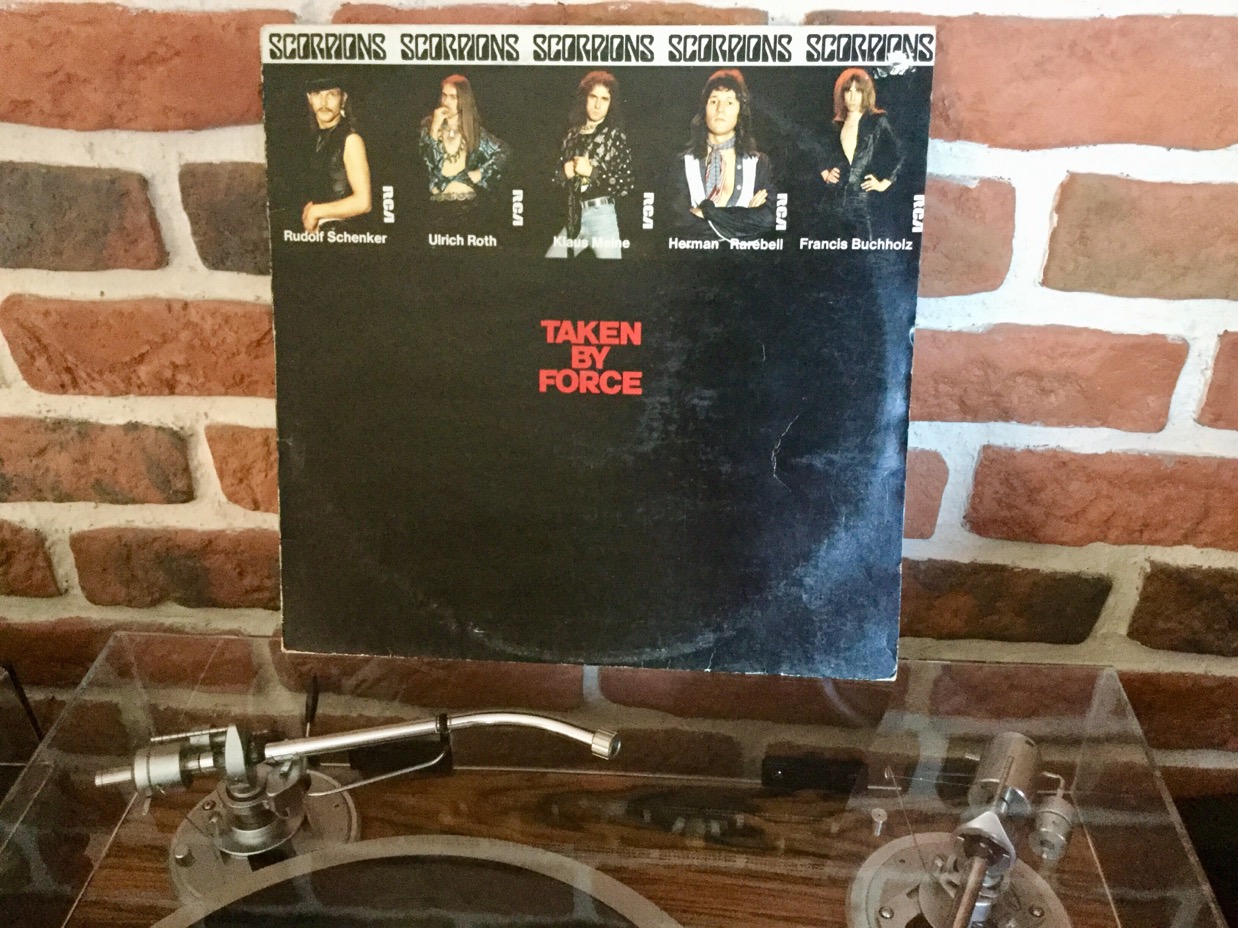 SCORPIONS SCORPIONS SCORPIONS SCORPIONS SCORPIONS
RCA RCA RCA RCA RCA
Rudolf Schenker Ulrich Roth Klaus Meine Herman Rarebell Francis Buchholz
TAKEN
BY
FORCE